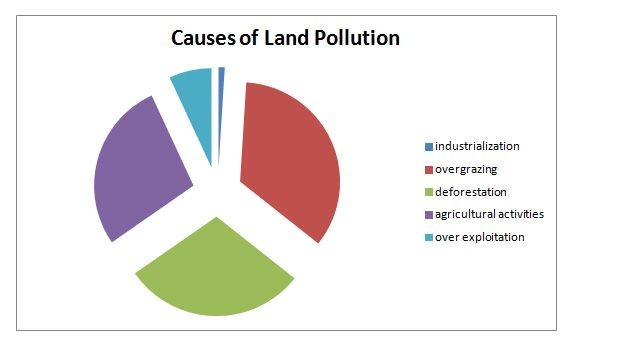 Causes of Land Pollution
industrialization
overgrazing
deforestation
agricultural activities
over exploitation